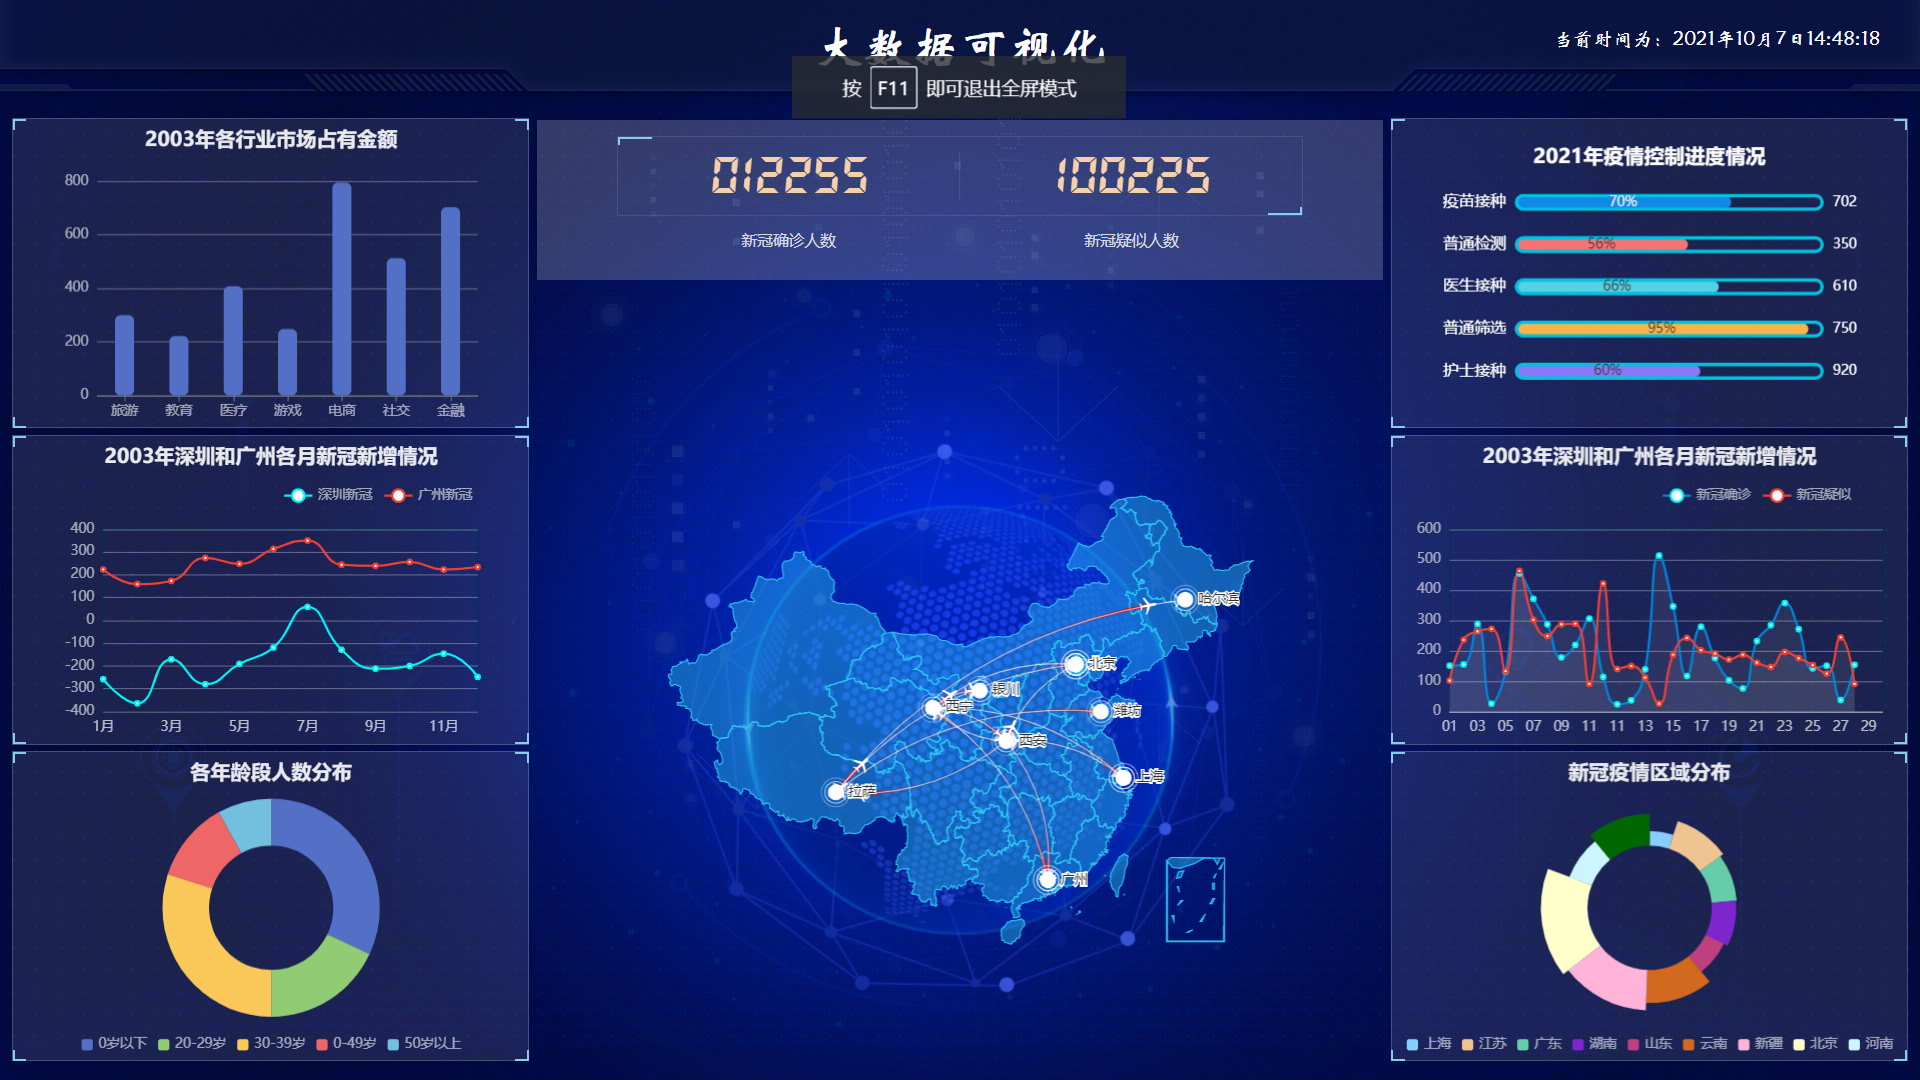 大数据可视化
当前时间为：2021年10月7日14:48:18
按 F11 即可退出全屏模式
2003年各行业市场占有金额
800
600
400
200
0
旅游 教育 医疗 游戏 电商 社交 金融
2003年深圳和广州各月新冠新增情况
深圳新冠 广州新冠
400
300
200
100
0
-100
-200
-300
-400
1月 3月 5月 7月 9月 11月
各年龄段人数分布
0岁以下 20-29岁 30-39岁 0-49岁 50岁以上
012255 100225
新冠确诊人数 新冠疑似人数
哈尔滨
北京
银川
西宁
潍坊
西安
上海
拉萨
广州
2021年疫情控制进度情况
疫苗接种 70% 702
普通检测 56% 350
医生接种 66% 610
普通筛选 95% 750
护士接种 60% 920
2003年深圳和广州各月新冠新增情况
新冠确诊 新冠疑似
600
500
400
300
200
100
0
01 03 05 07 09 11 11 13 15 17 19 21 23 25 27 29
新冠疫情区域分布
上海 江苏 广东 湖南 山东 云南 新疆 北京 河南